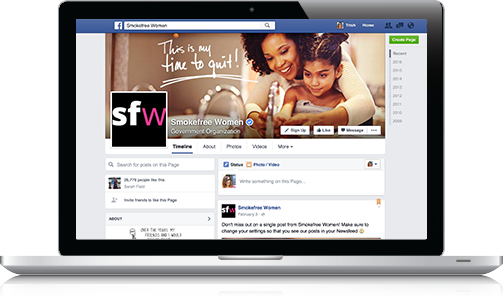 Smokefree Women
Trish Home
Create Page
Recent
2016
2015
2014
2013
2012
2011
2010
2009
This is my
time to quit!
sfw
Smokefree Women
Government Organization
Sign Up Like Message
Timeline About Photos Videos More
Search for posts on this Page
people like this
Sarah Field
Invite friends to like this Page
ABOUT
OVER THE YEARS MY
FRIENDS AND I WOULD
Status Photo / Video
Write something on this Page...
sfw
Smokefree Women
February 5
Don't miss out on a single post from Smokefree Women! Make sure to
change your settings so that you see our posts in your Newsfeed